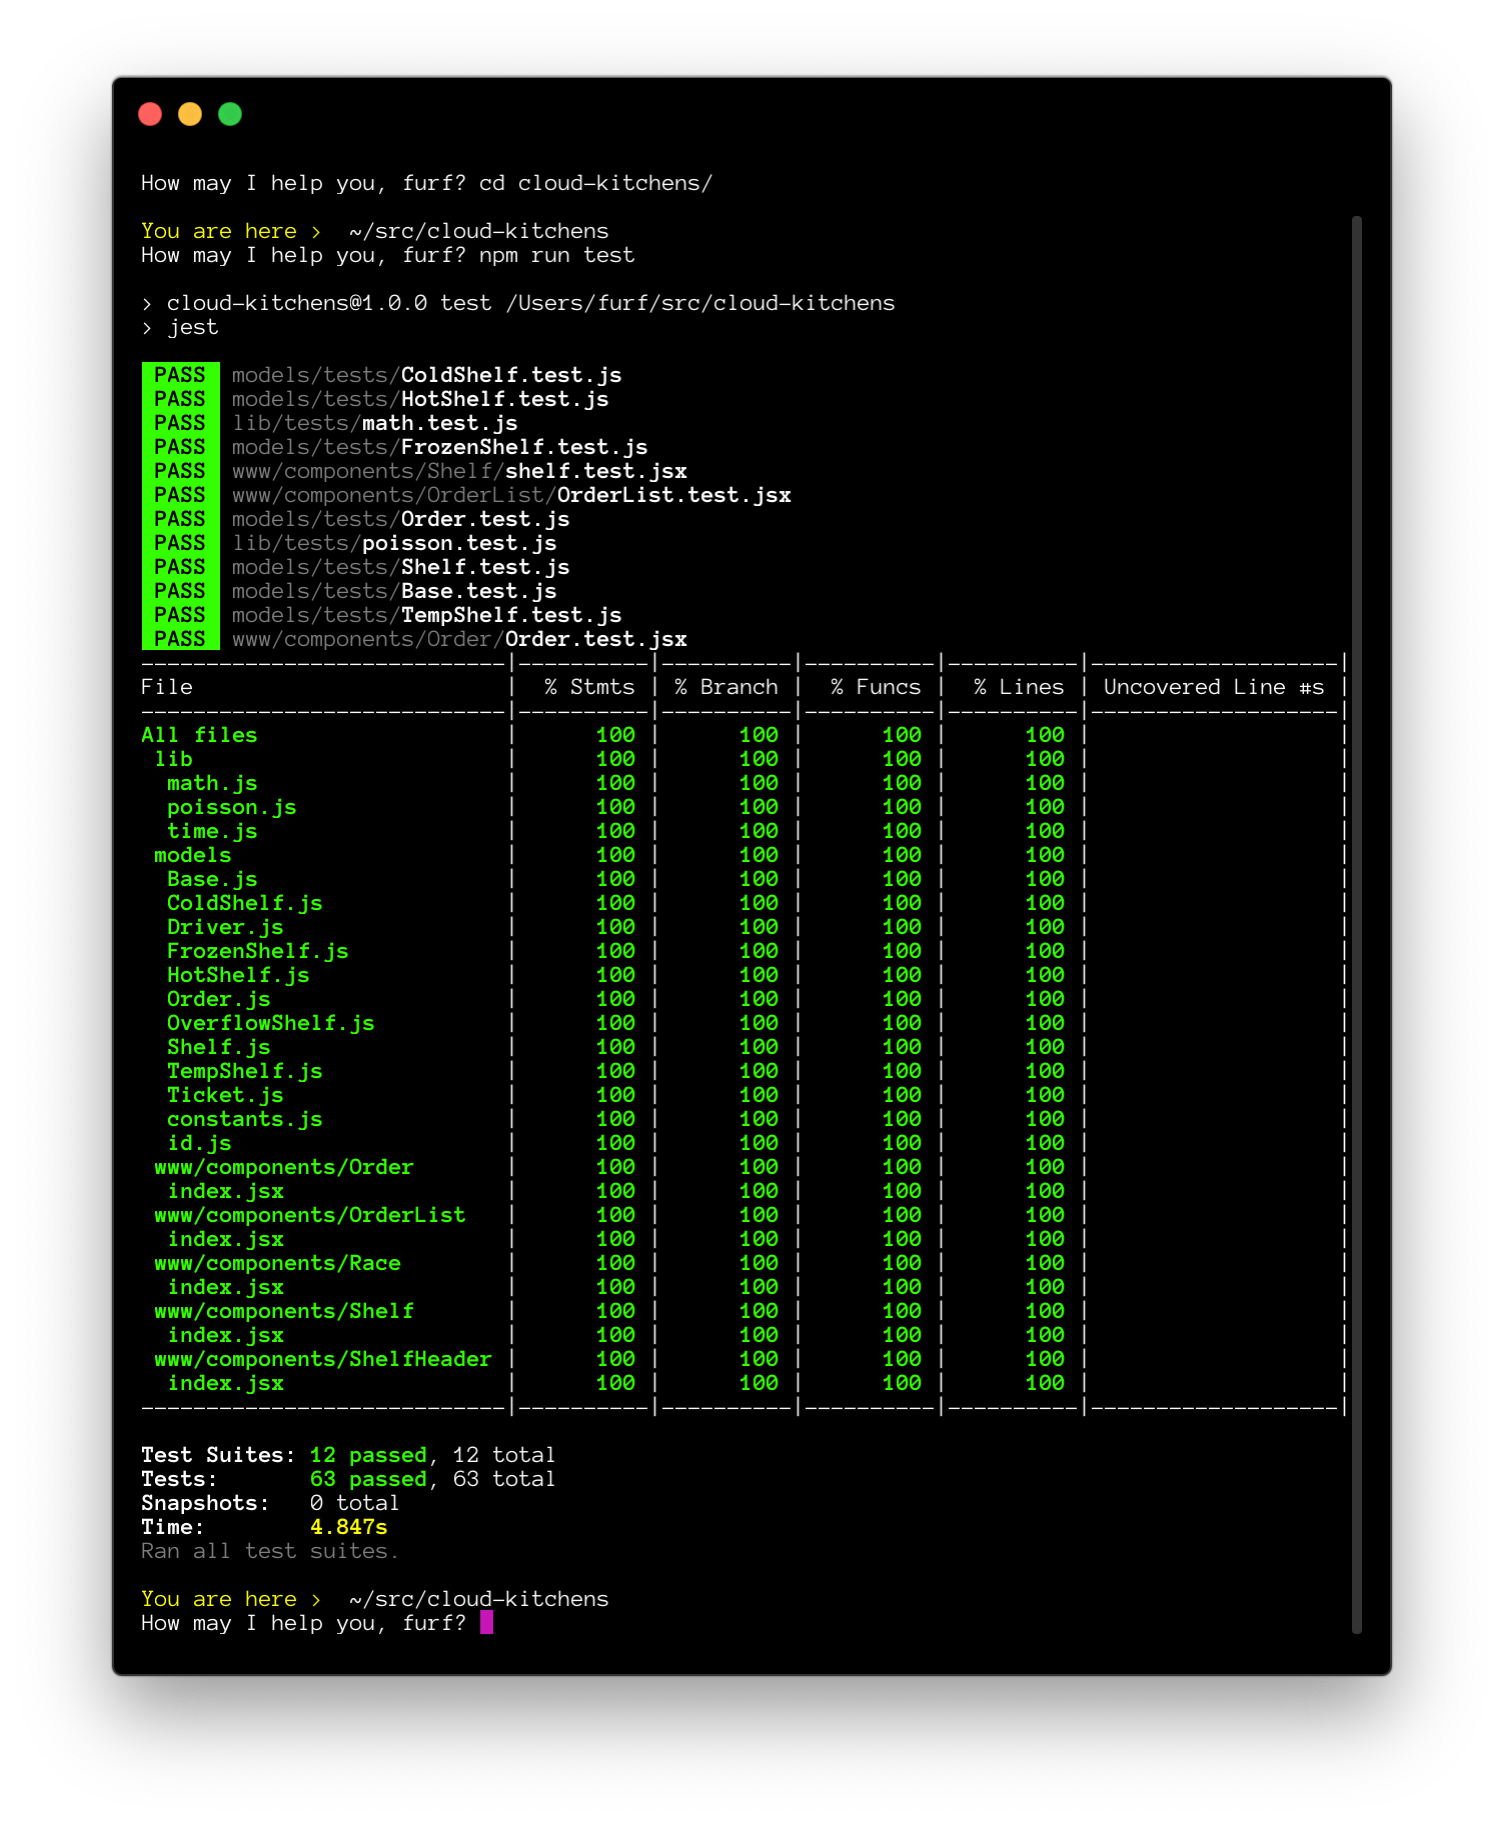 How may I help you, furf? cd cloud-kitchens/
You are here >  ~/src/cloud-kitchens
How may I help you, furf? npm run test
> cloud-kitchens@1.0.0 test /Users/furf/src/cloud-kitchens
> jest
PASS models/tests/ColdShelf.test.js
PASS models/tests/HotShelf.test.js
PASS lib/tests/math.test.js
PASS models/tests/FrozenShelf.test.js
PASS www/components/Shelf/shelf.test.jsx
PASS www/components/OrderList/OrderList.test.jsx
PASS models/tests/Order.test.js
PASS lib/tests/poisson.test.js
PASS models/tests/Shelf.test.js
PASS models/tests/Base.test.js
PASS models/tests/TempShelf.test.js
PASS www/components/Order/Order.test.jsx
----------------------------|----------|----------|----------|----------|-------------------|
File                        |  % Stmts | % Branch |  % Funcs |  % Lines | Uncovered Line #s |
----------------------------|----------|----------|----------|----------|-------------------|
All files                   |      100 |      100 |      100 |      100 |                   |
 lib                        |      100 |      100 |      100 |      100 |                   |
  math.js                   |      100 |      100 |      100 |      100 |                   |
  poisson.js                |      100 |      100 |      100 |      100 |                   |
  time.js                   |      100 |      100 |      100 |      100 |                   |
 models                     |      100 |      100 |      100 |      100 |                   |
  Base.js                   |      100 |      100 |      100 |      100 |                   |
  ColdShelf.js              |      100 |      100 |      100 |      100 |                   |
  Driver.js                 |      100 |      100 |      100 |      100 |                   |
  FrozenShelf.js            |      100 |      100 |      100 |      100 |                   |
  HotShelf.js               |      100 |      100 |      100 |      100 |                   |
  Order.js                  |      100 |      100 |      100 |      100 |                   |
  OverflowShelf.js          |      100 |      100 |      100 |      100 |                   |
  Shelf.js                  |      100 |      100 |      100 |      100 |                   |
  TempShelf.js              |      100 |      100 |      100 |      100 |                   |
  Ticket.js                 |      100 |      100 |      100 |      100 |                   |
  constants.js              |      100 |      100 |      100 |      100 |                   |
  id.js                     |      100 |      100 |      100 |      100 |                   |
 www/components/Order       |      100 |      100 |      100 |      100 |                   |
  index.jsx                 |      100 |      100 |      100 |      100 |                   |
 www/components/OrderList   |      100 |      100 |      100 |      100 |                   |
  index.jsx                 |      100 |      100 |      100 |      100 |                   |
 www/components/Race        |      100 |      100 |      100 |      100 |                   |
  index.jsx                 |      100 |      100 |      100 |      100 |                   |
 www/components/Shelf       |      100 |      100 |      100 |      100 |                   |
  index.jsx                 |      100 |      100 |      100 |      100 |                   |
 www/components/ShelfHeader |      100 |      100 |      100 |      100 |                   |
  index.jsx                 |      100 |      100 |      100 |      100 |                   |
----------------------------|----------|----------|----------|----------|-------------------|
Test Suites: 12 passed, 12 total
Tests:       63 passed, 63 total
Snapshots:   0 total
Time:        4.847s
Ran all test suites.
You are here >  ~/src/cloud-kitchens
How may I help you, furf?